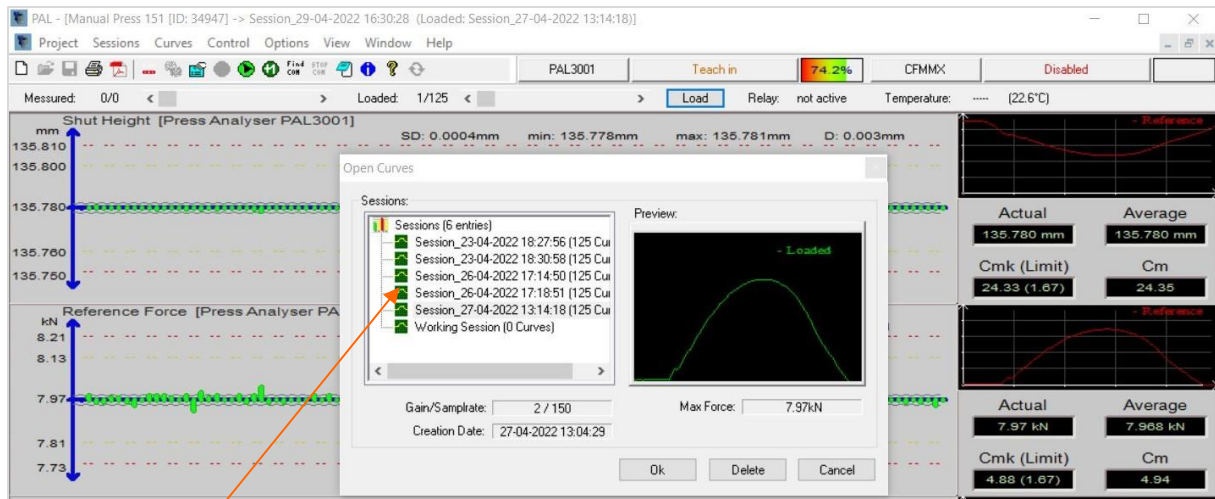 PAL - [Manual Press 151 [ID: 34947] -> Session_29-04-2022 16:30:28 (Loaded: Session_27-04-2022 13:14:18)]
Project Sessions Curves Control Options View Window Help
Find COM STOP COM PAL3001 Teach in 74.2% CFMMX Disabled
Messured: 0/0 < > Loaded: 1/125 < > Load Relay: not active Temperature: ----- (22.6°C)
Shut Height [Press Analyser PAL3001]
mm
SD: 0.0004mm min: 135.778mm max: 135.781mm D: 0.003mm
135.810
135.800
135.780
135.760
135.750
- Reference
Actual Average
135.780 mm 135.780 mm
Cmk (Limit) Cm
24.33 (1.67) 24.35
Open Curves
Sessions:
Sessions (6 entries)
Session_23-04-2022 18:27:56 (125 Cur
Session_23-04-2022 18:30:58 (125 Cur
Session_26-04-2022 17:14:50 (125 Cur
Session_26-04-2022 17:18:51 (125 Cur
Session_27-04-2022 13:14:18 (125 Cur
Working Session (0 Curves)
Preview:
- Loaded
Gain/Samplrate: 2 / 150
Max Force: 7.97kN
Creation Date: 27-04-2022 13:04:29
Ok Delete Cancel
Reference Force [Press Analyser PA
kN
8.21
8.13
7.97
7.81
7.73
- Reference
Actual Average
7.97 kN 7.968 kN
Cmk (Limit) Cm
4.88 (1.67) 4.94